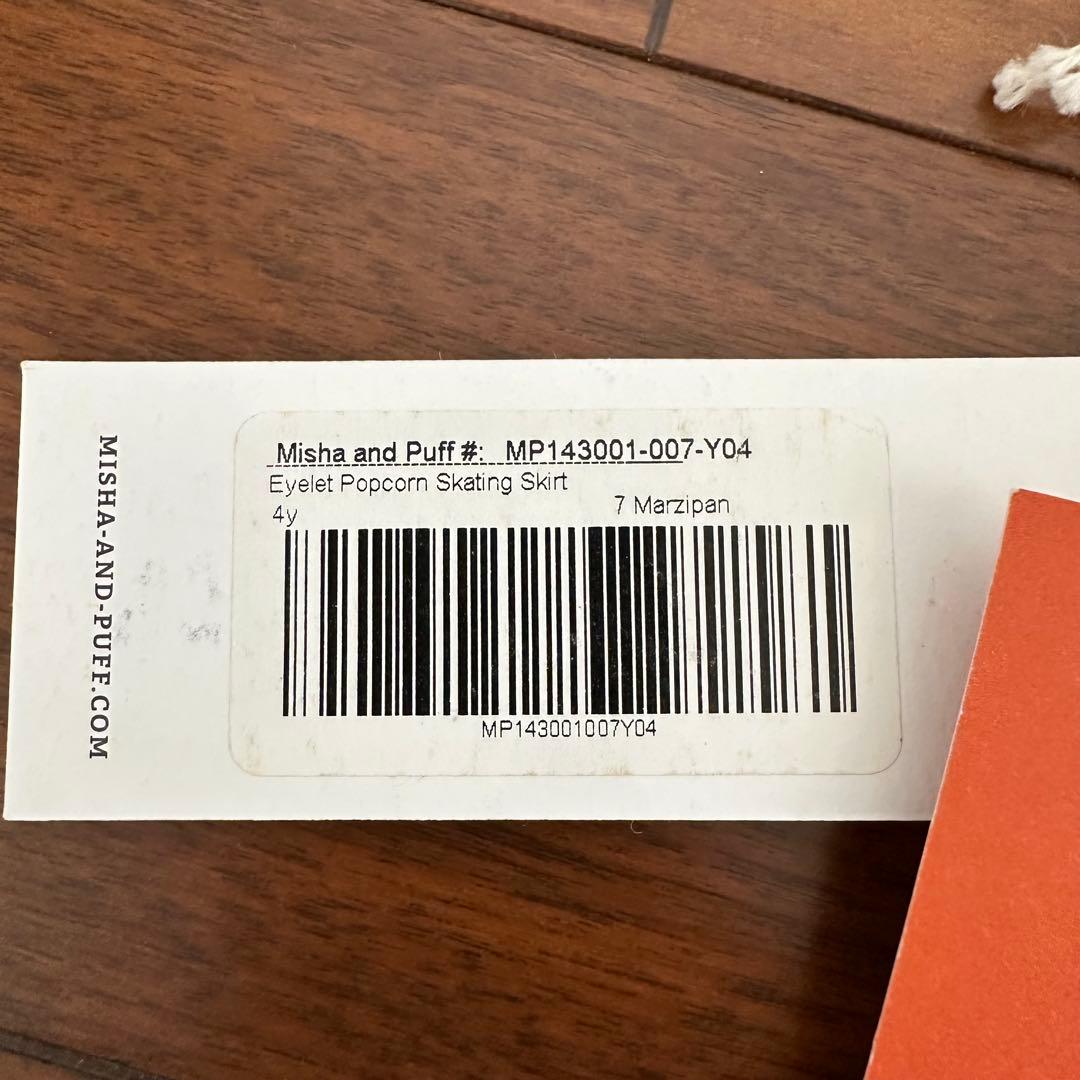 MISHA-AND-PUFF.COM
Misha and Puff #: MP143001-007-Y04
Eyelet Popcorn Skating Skirt
4y 7 Marzipan
MP143001007Y04